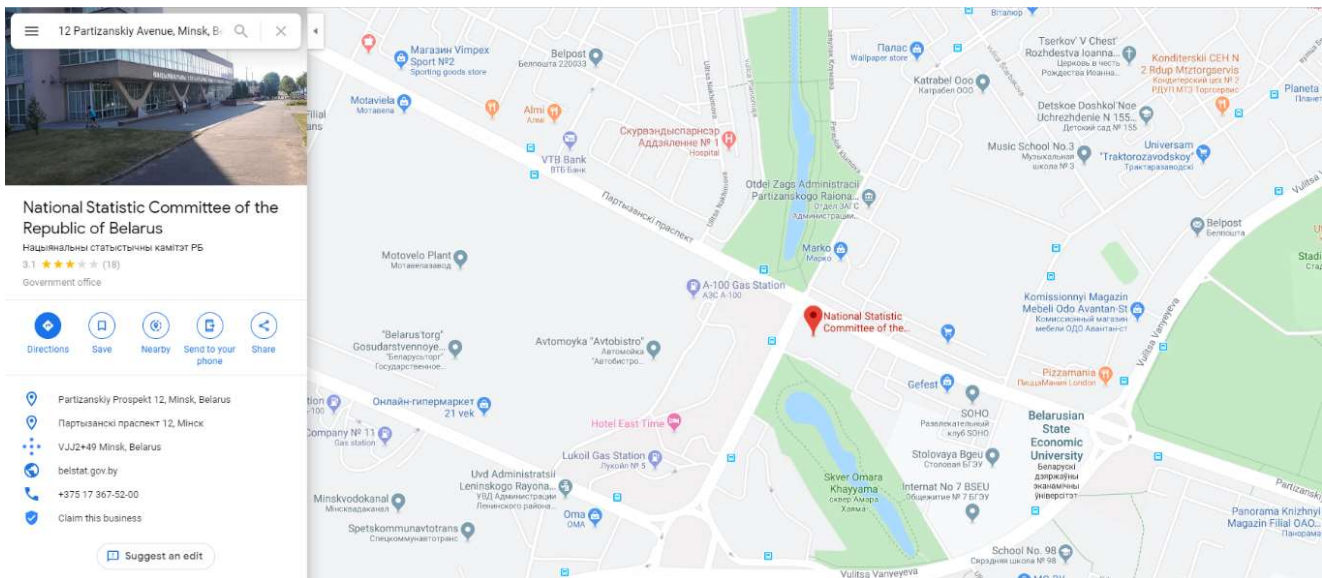 12 Partizanskiy Avenue, Minsk, B
National Statistic Committee of the
Republic of Belarus
Нацыянальны статыстычны камітэт РБ
3.1 ★★★★★ (18)
Government office
Directions
Save
Nearby
Send to your
phone
Share
Partizanskiy Prospekt 12, Minsk, Belarus
Партызанскі праспект 12, Мінск
VJJ2+49 Minsk, Belarus
belstat.gov.by
+375 17 367-52-00
Claim this business
Suggest an edit
Магазин Vimpex
Sport №2
Sporting goods store
Belpost
Белпошта 220033
Motaviela
Мотавела
Almi
Алми
VTB Bank
ВТБ Банк
Скурвэндыспарнсэр
Аддзяленне № 1
Hospital
Палас
Wallpaper store
Віталюр
Katrabel Ooo
Катрабел ООО
Tserkov' V Chest'
Rozhdestva Ioanna...
Церковь в честь
Рождества Иоанна...
Konditerskii CEH N
2 Rdup Mtztorgservis
Кондитерский цех № 2
РДУП МТЗ Торгсервис
Planeta
Detskoe Doshkol'Noe
Uchrezhdenie N 155...
Детский сад № 155
Music School No.3
Музыкальная
школа № 3
Universam
"Traktorozavodskoy"
Трактаразаводскі
Otdel Zags Administracii
Partizanskogo Raiona...
Отдел ЗАГС
Администрации...
Партызанскі праспект
Belpost
Белпошта
Motovelo Plant
Мотавелазавод
Marko
Марко
A-100 Gas Station
АЗС А-100
National Statistic
Committee of the...
Komissionnyi Magazin
Mebeli Odo Avantan-St
Комиссионный магазин
мебели ОДО Авантан-ст
Vulitsa Vanyeyeva
"Belarus'torg"
Gosudarstvennoye...
"Беларусьторг"
Государственное...
Avtomoyka "Avtobistro"
Автомойка
"Автобистро...
Pizzamania
ПиццаМания London
Gefest
Онлайн-гипермаркет
21 vek
SOHO
Развлекательный
клуб SOHO
Belarusian
State
Economic
University
Беларускі
дзяржаўны
эканамічны
ўніверсітэт
Hotel East Time
Company № 11
Gas station
Lukoil Gas Station
Лукойл № 5
Stolovaya Bgeu
Столовая БГЭУ
Uvd Administratsii
Leninskogo Rayona...
УВД Администрации
Ленинского района...
Skver Omara
Khayyama
сквер Амара
Хаяма
Internat No 7 BSEU
Общежитие № 7 БГЭУ
Minskvodokanal
Мінскводаканал
Oma
ОМА
Panorama Knizhnyi
Magazin Filial OAO...
Панорама
Spetskommunavtotrans
Спецкоммунавтотранс
School No. 98
Сярэдняя школа № 98
Vulitsa Vanyeyeva